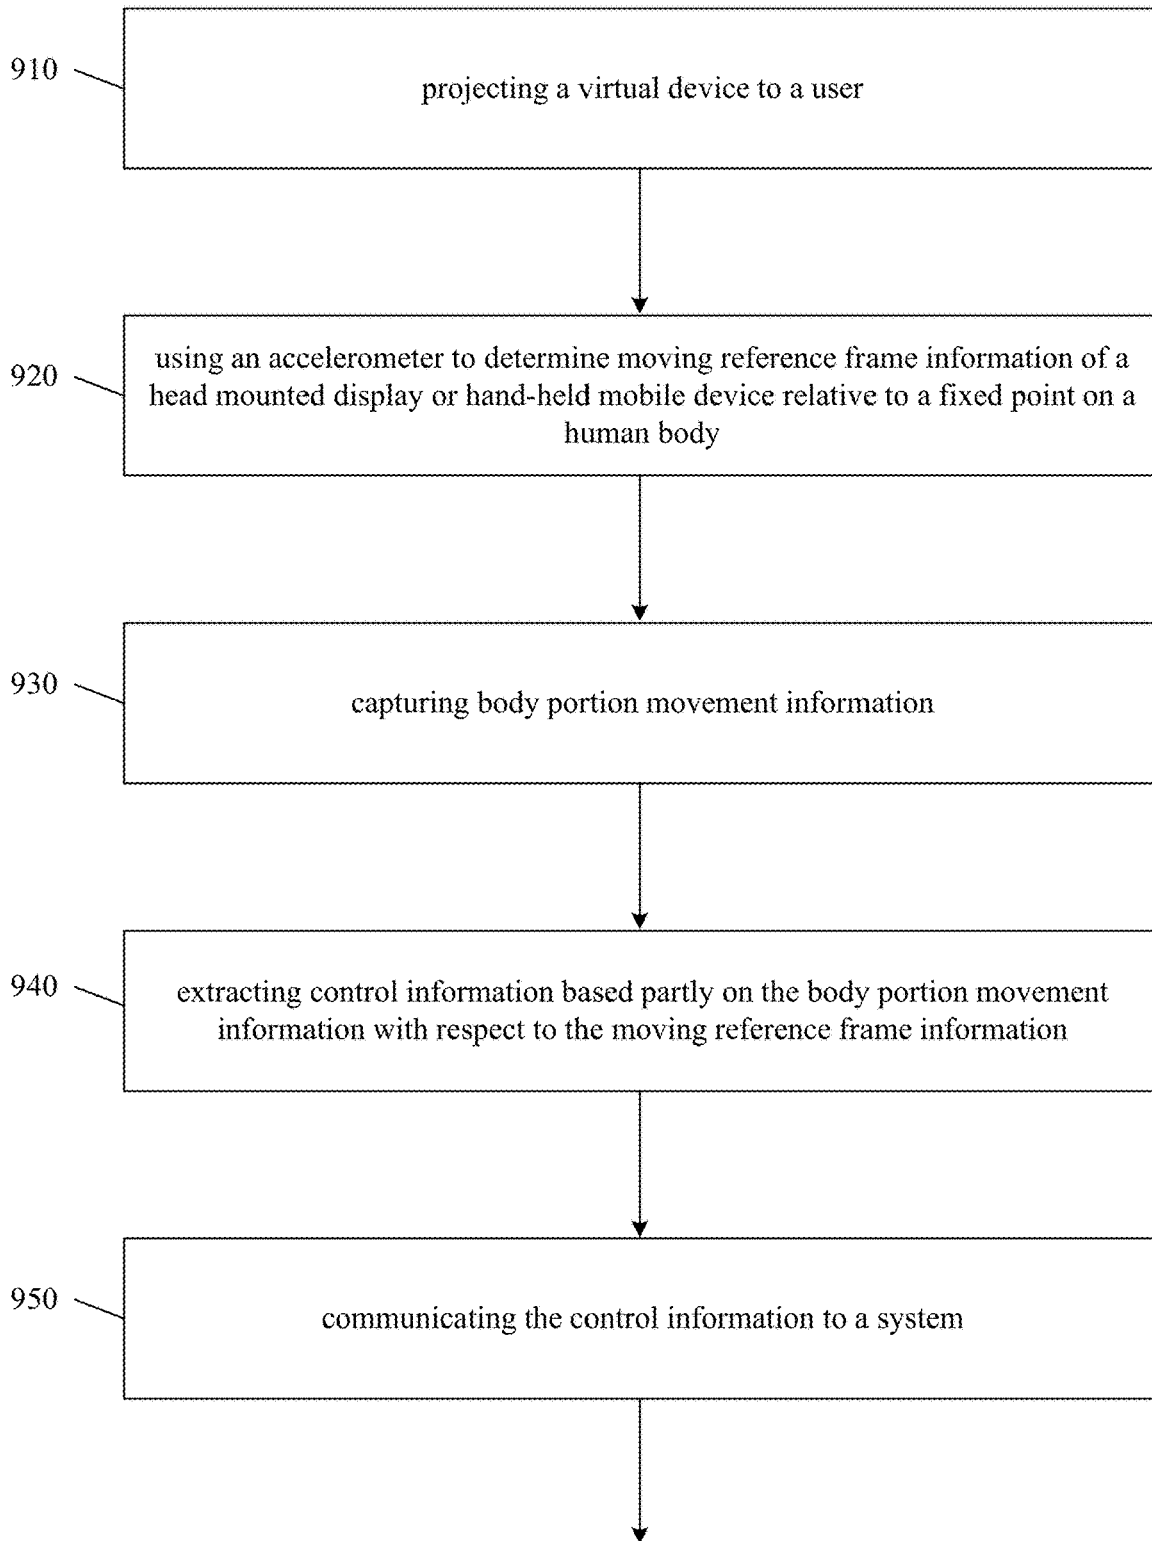 910
projecting a virtual device to a user
920
using an accelerometer to determine moving reference frame information of a
head mounted display or hand-held mobile device relative to a fixed point on a
human body
930
capturing body portion movement information
940
extracting control information based partly on the body portion movement
information with respect to the moving reference frame information
950
communicating the control information to a system